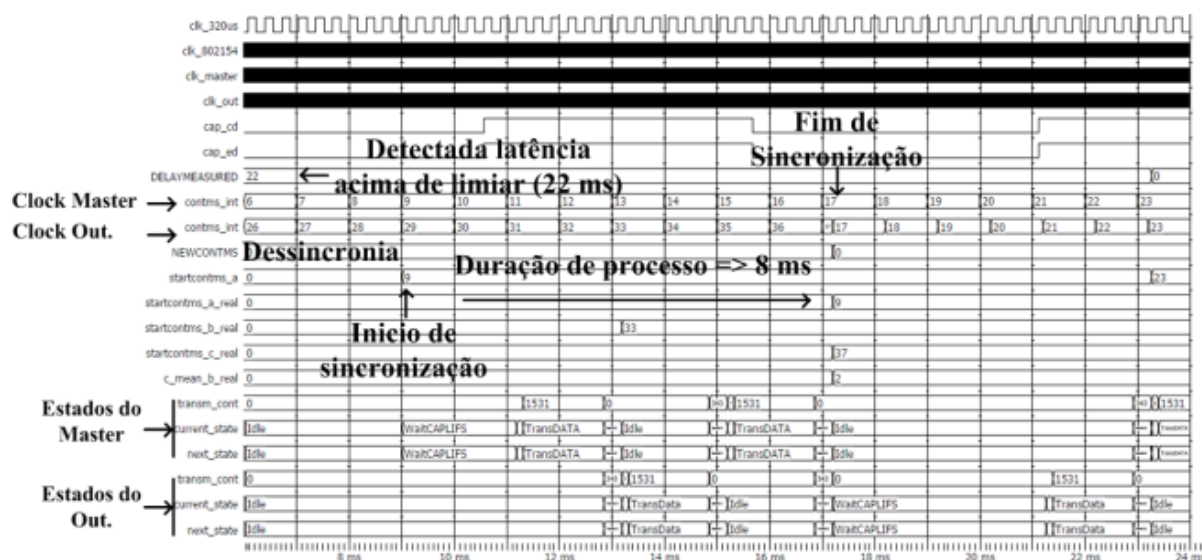 clk_320us
clk_802154
clk_master
clk_out
cap_cd
Fim de
Sincronização
cap_ed
Detectada latência
acima de limiar (22 ms)
DELAYMEASURED 22 0
Clock Master contms_int 6 7 8 9 10 11 12 13 14 15 16 17 18 19 20 21 22 23
Clock Out. contms_int 26 27 28 29 30 31 32 33 34 35 36 17 18 19 20 21 22 23
NEWCONTMS 0
Dessincronia
Duração de processo => 8 ms
startcontms_a 0 9 23
startcontms_a_real 0 9
Inicio de
sincronização
startcontms_b_real 0 33
startcontms_c_real 0 37
c_mean_b_real 0 2
Estados do
Master
transm_cont 0 1531 0 1531 0 1531
current_state Idle WaitCAPLIFS TransDATA Idle TransDATA Idle
next_state Idle WaitCAPLIFS TransDATA Idle TransDATA Idle
Estados do
Out.
transm_cont 0 1531 0 0 1531 0
current_state Idle TransData Idle WaitCAPLIFS TransData Idle
next_state Idle TransData Idle WaitCAPLIFS TransData Idle
8 ms 10 ms 12 ms 14 ms 16 ms 18 ms 20 ms 22 ms 24